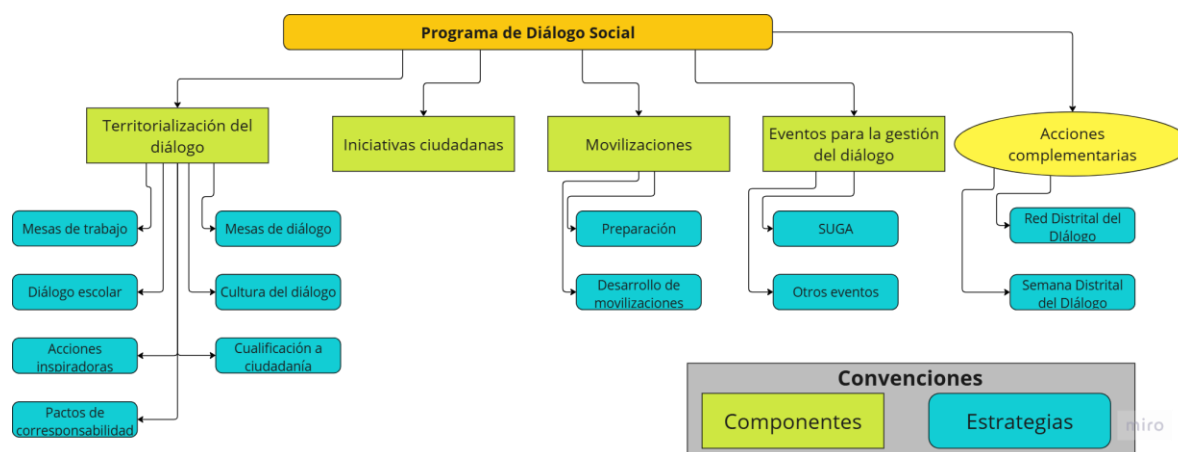 Programa de Diálogo Social
Territorialización del
diálogo
Iniciativas ciudadanas
Movilizaciones
Eventos para la gestión
del diálogo
Acciones
complementarias
Mesas de trabajo
Mesas de diálogo
Preparación
SUGA
Red Distrital del
Diálogo
Diálogo escolar
Cultura del diálogo
Desarrollo de
movilizaciones
Otros eventos
Semana Distrital
del Diálogo
Acciones
inspiradoras
Cualificación a
ciudadanía
Pactos de
corresponsabilidad
Convenciones
Componentes
Estrategias
miro